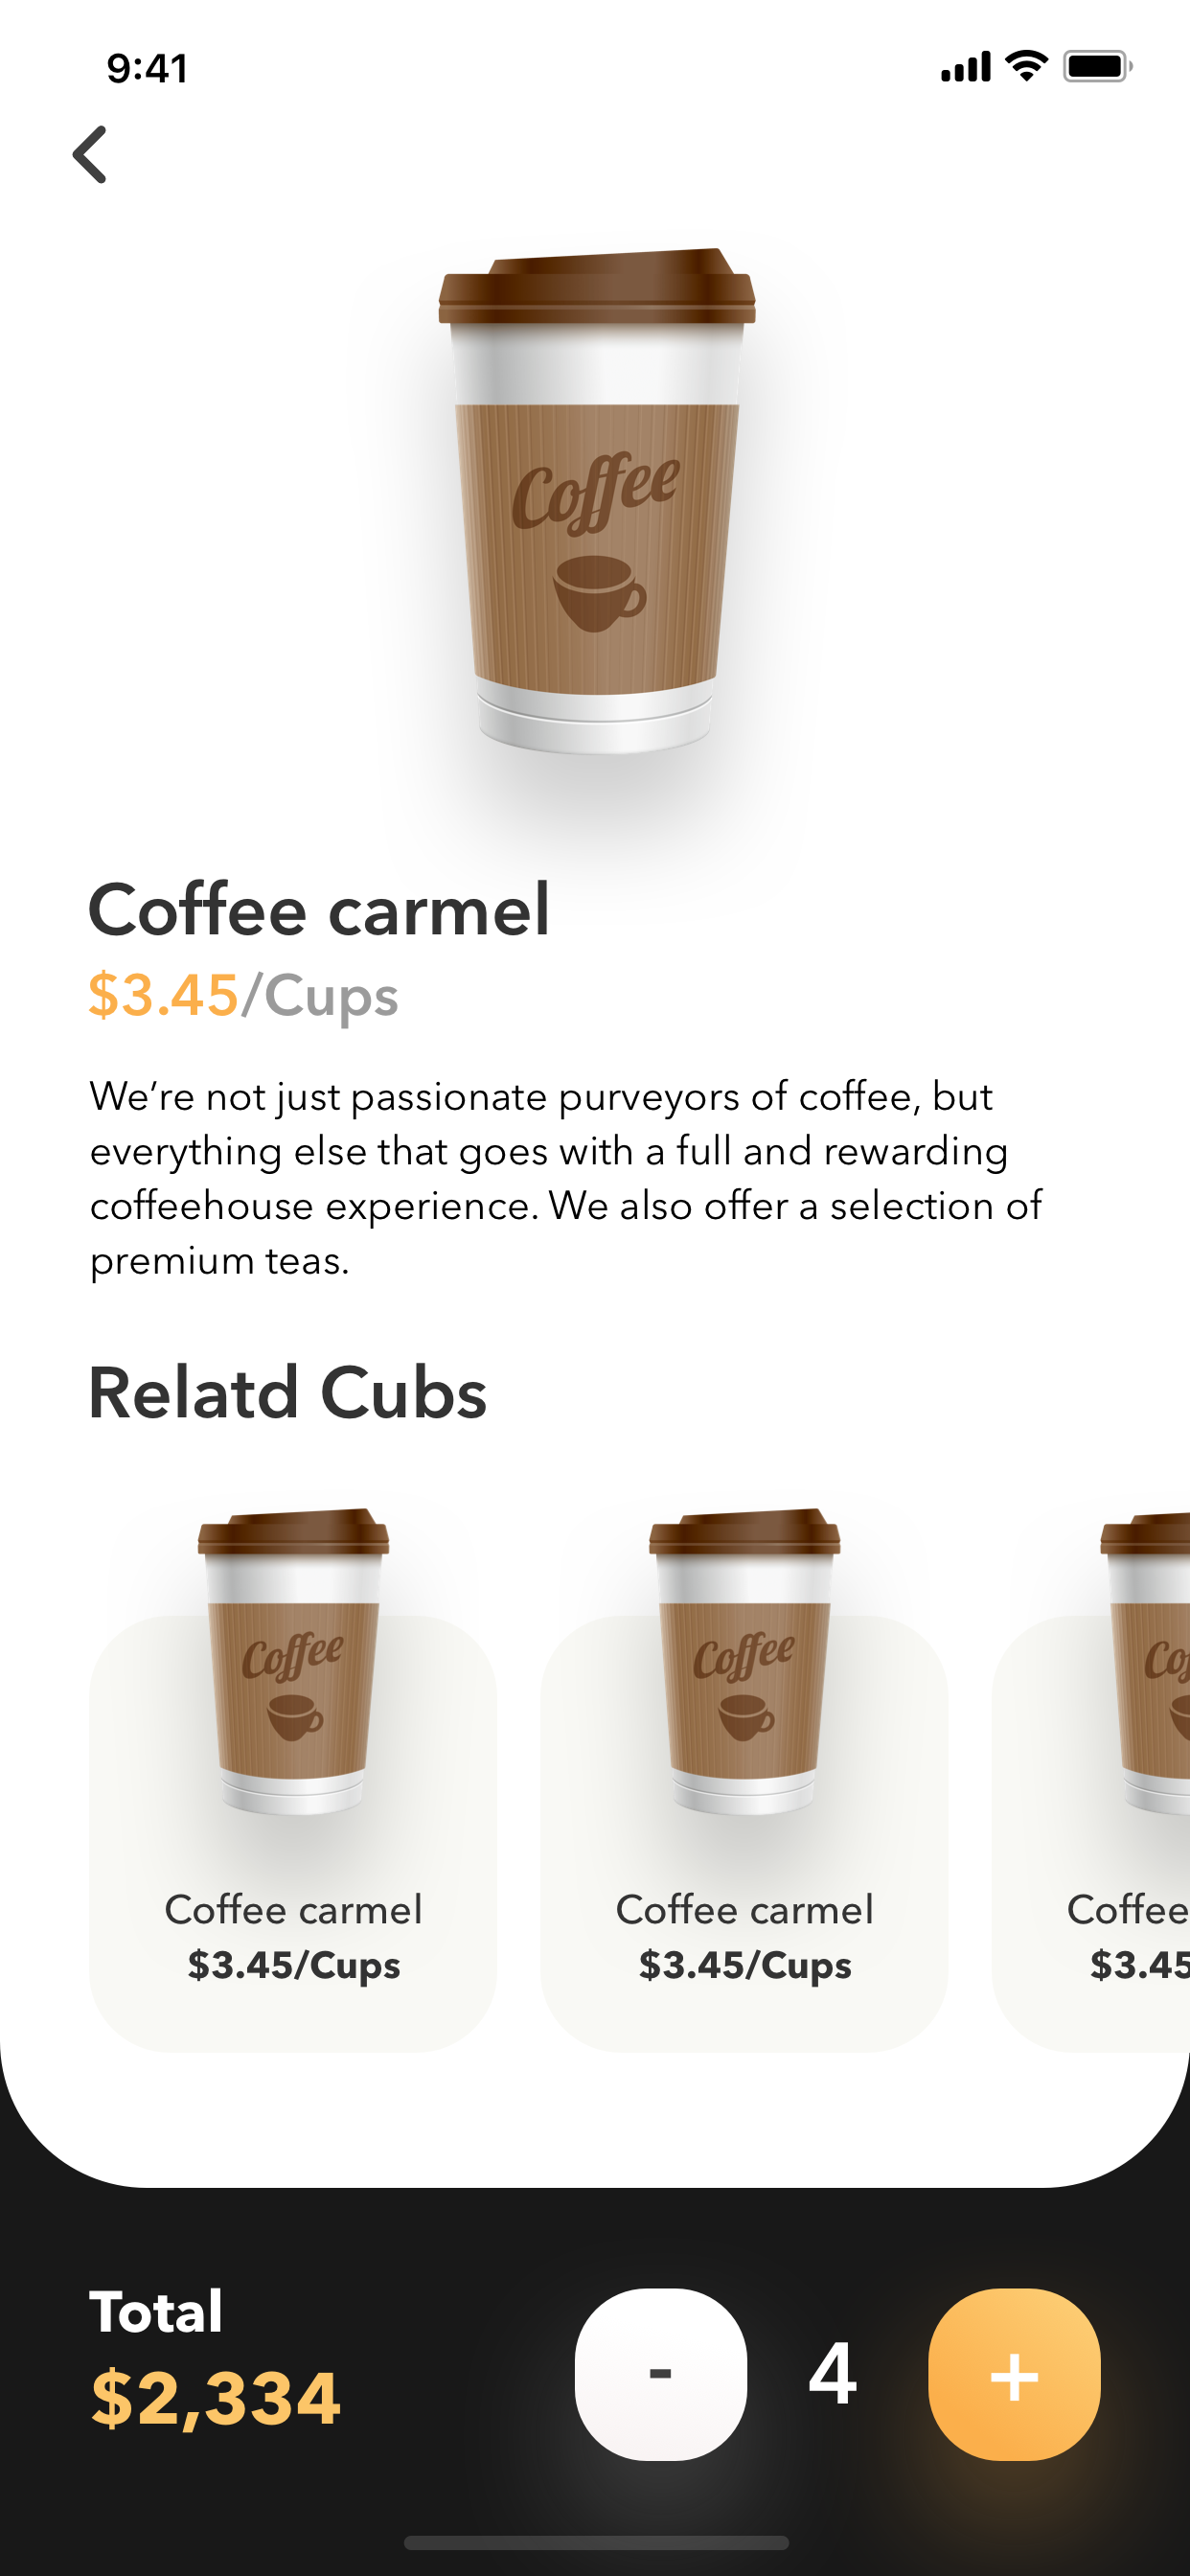 9:41
Coffee
Coffee carmel
$3.45/Cups
We’re not just passionate purveyors of coffee, but
everything else that goes with a full and rewarding
coffeehouse experience. We also offer a selection of
premium teas.
Relatd Cubs
Coffee
Coffee
Co
Coffee carmel
Coffee carmel
Coffee
$3.45/Cups
$3.45/Cups
$3.45
Total
$2,334
-
4
+